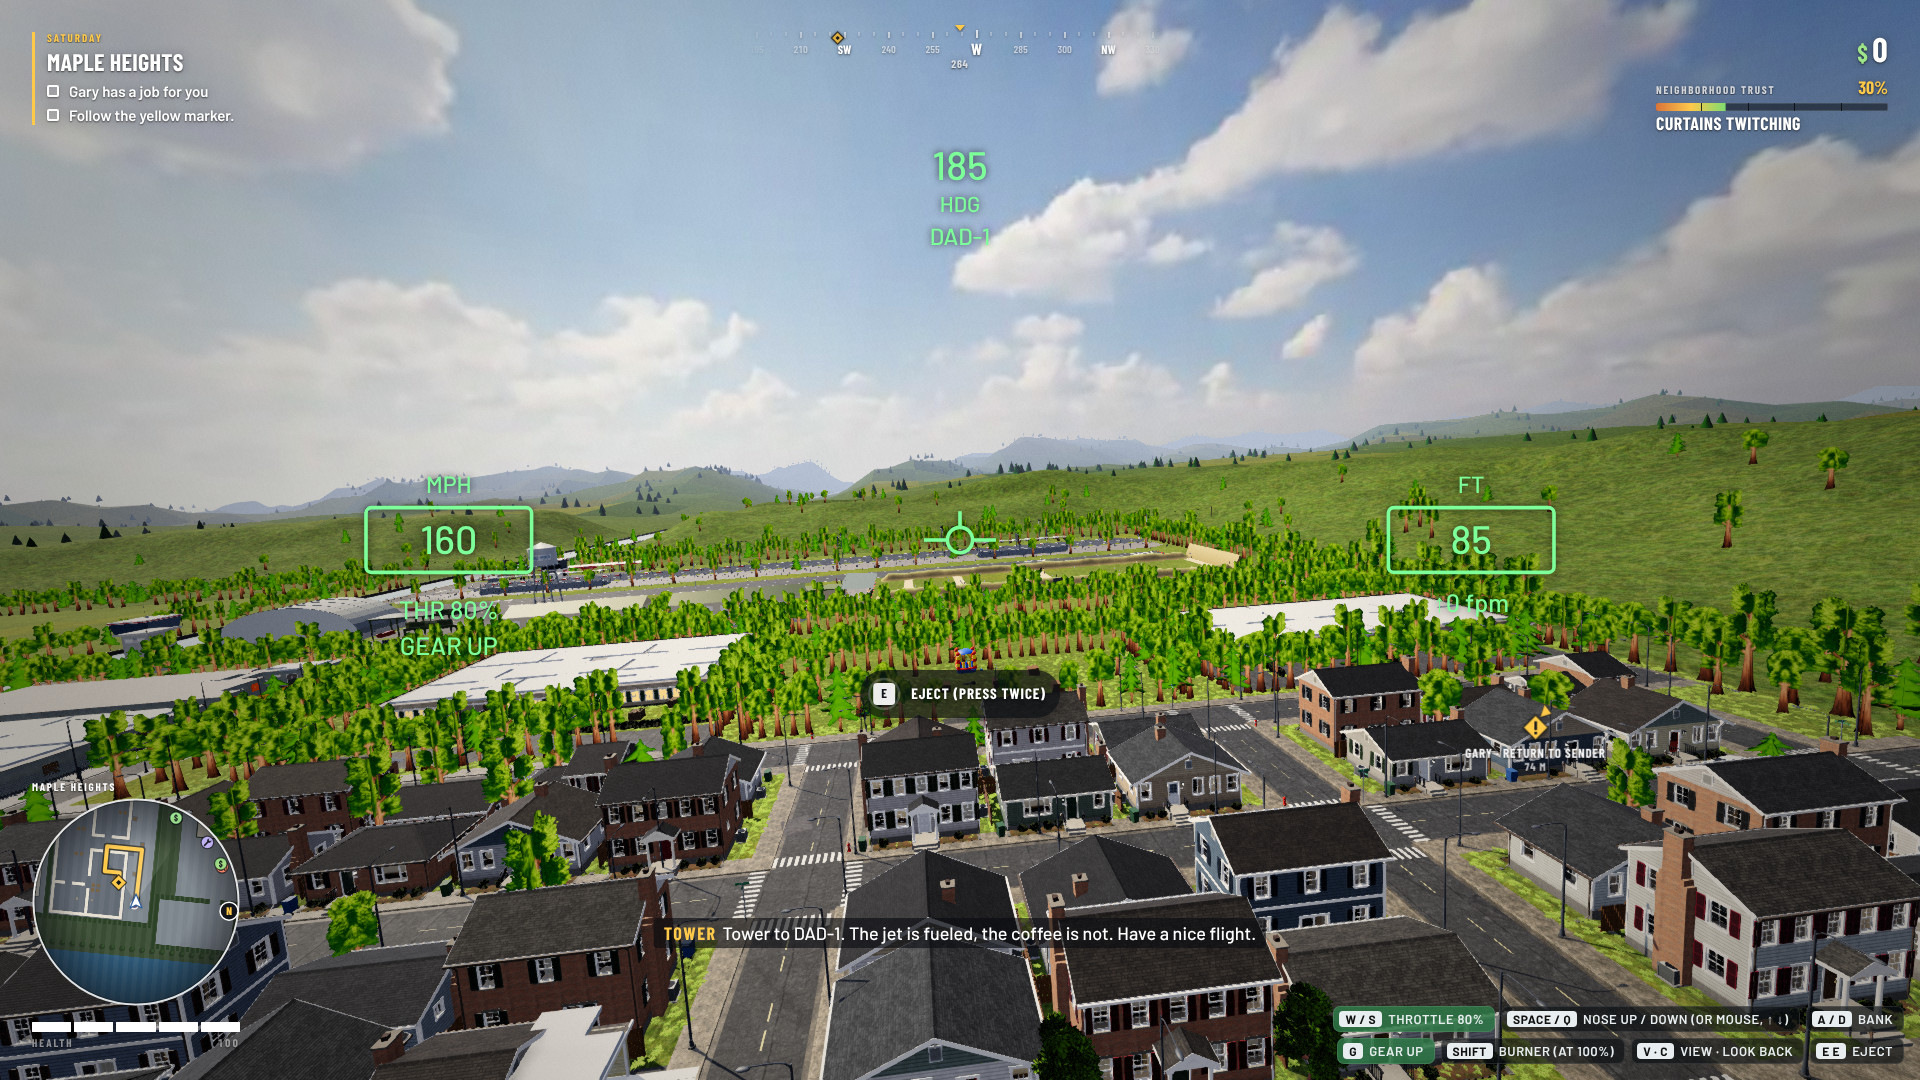 SATURDAY
MAPLE HEIGHTS
Gary has a job for you
Follow the yellow marker.
210 SW 240 255 W 285 300 NW
264
$0
NEIGHBORHOOD TRUST 30%
CURTAINS TWITCHING
185
HDG
DAD-1
MPH
160
THR 80%
GEAR UP
FT
85
0 fpm
E EJECT (PRESS TWICE)
GARY · RETURN TO SENDER
74 M
MAPLE HEIGHTS
$
$
N
TOWER Tower to DAD-1. The jet is fueled, the coffee is not. Have a nice flight.
HEALTH 100
W / S THROTTLE 80% SPACE / Q NOSE UP / DOWN (OR MOUSE, ↑ ↓) A / D BANK
G GEAR UP SHIFT BURNER (AT 100%) V · C VIEW · LOOK BACK E E EJECT